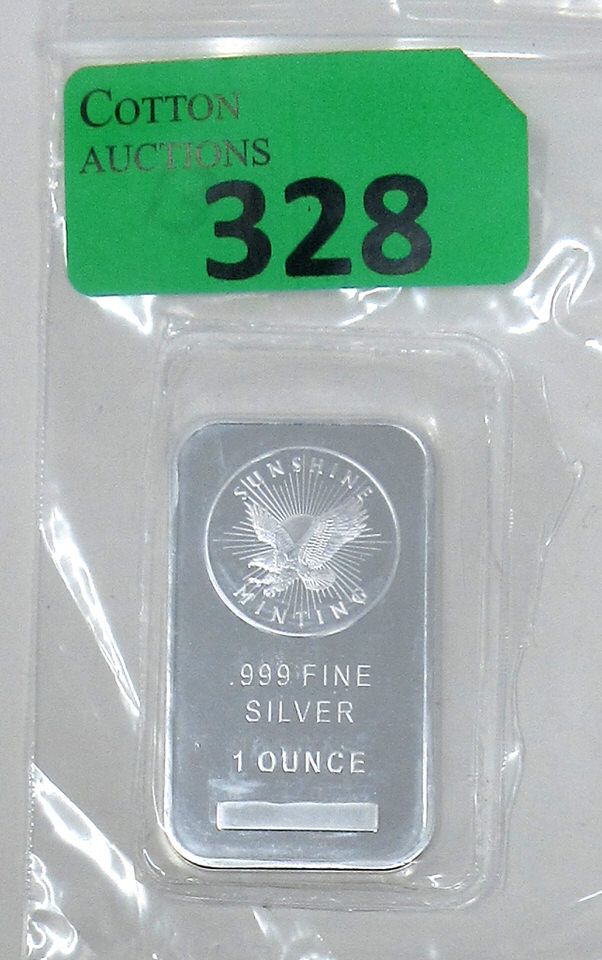 COTTON
AUCTIONS
328
SUNSHINE
MINTING
.999 FINE
SILVER
1 OUNCE